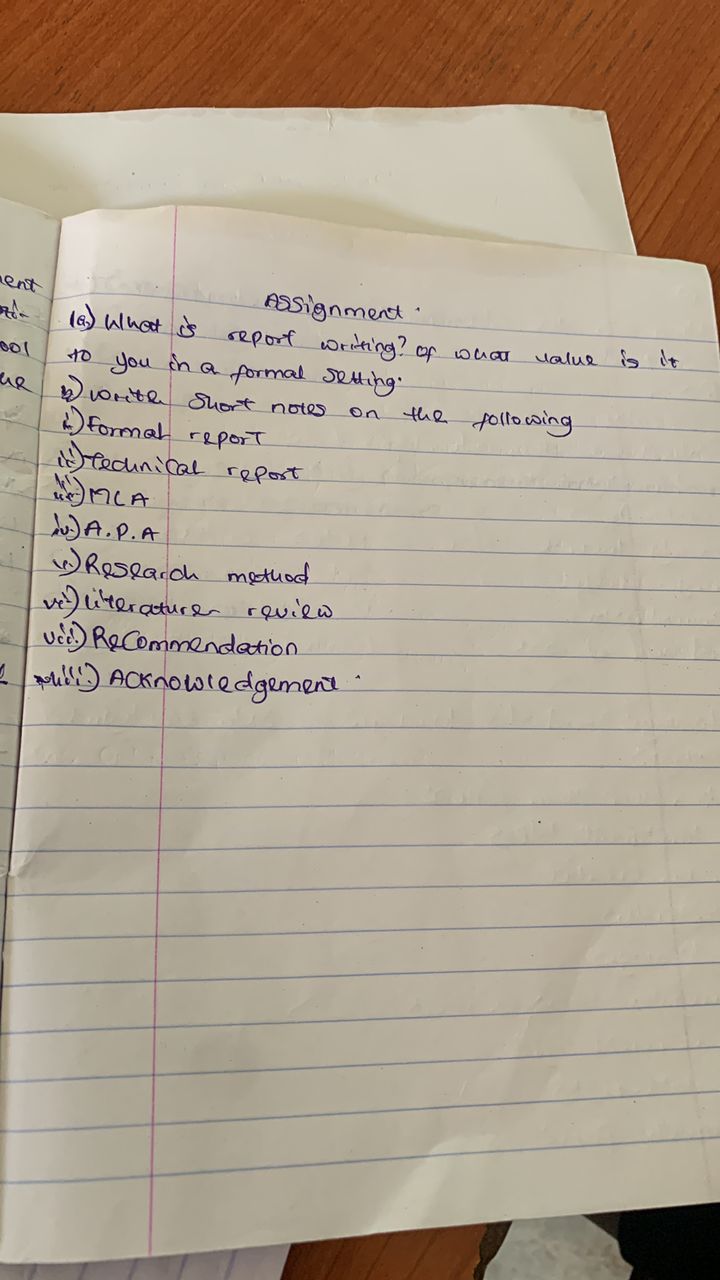 Assignment.
1a.) What is report writing? Of what value is it
to you in a formal setting.
2) Write short notes on the following
i.) formal report
ii.) Technical report
iii.) MLA
iv.) A.P.A
v.) Research method
vi.) Literature review
vii.) Recommendation
viii.) Acknowledgement.
ent
ool
ue